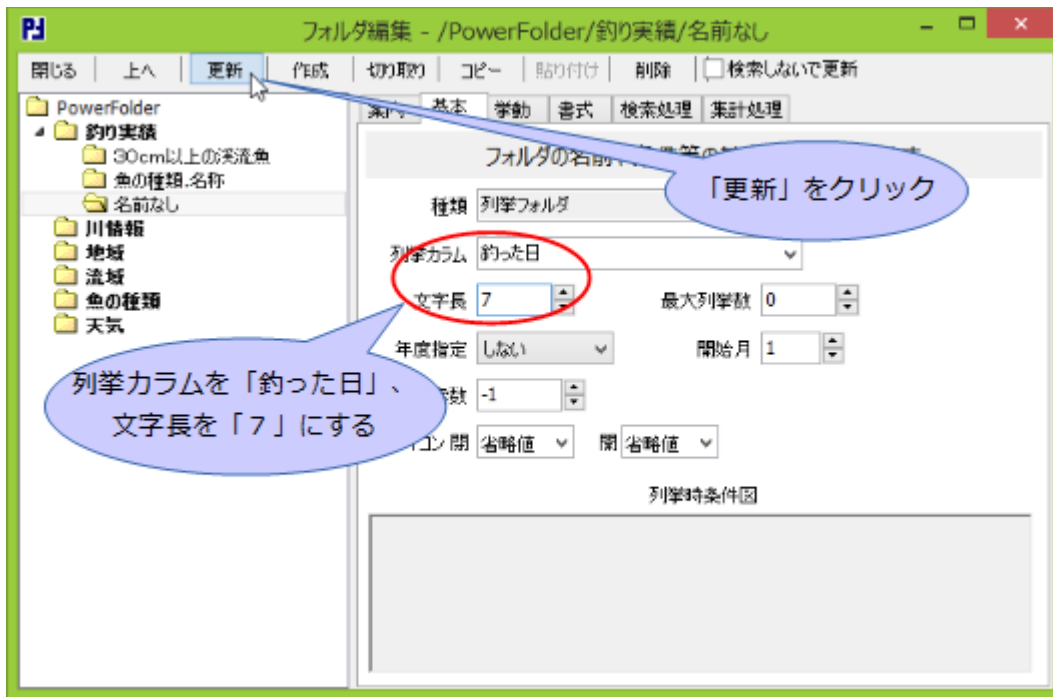 フォルダ編集 - /PowerFolder/釣り実績/名前なし
閉じる 上へ 更新 作成 切り取り コピー 貼り付け 削除 検索しないで更新
PowerFolder
釣り実績
30cm以上の渓流魚
魚の種類.名称
名前なし
川情報
地域
流域
魚の種類
天気
基本 挙動 書式 検索処理 集計処理
フォルダの名前
「更新」をクリック
種類 列挙フォルダ
列挙カラム 釣った日
文字長 7 最大列挙数 0
年度指定 しない 開始月 1
列挙カラムを「釣った日」、
文字長を「7」にする
数 -1
コン 閉 省略値 開 省略値
列挙時条件図